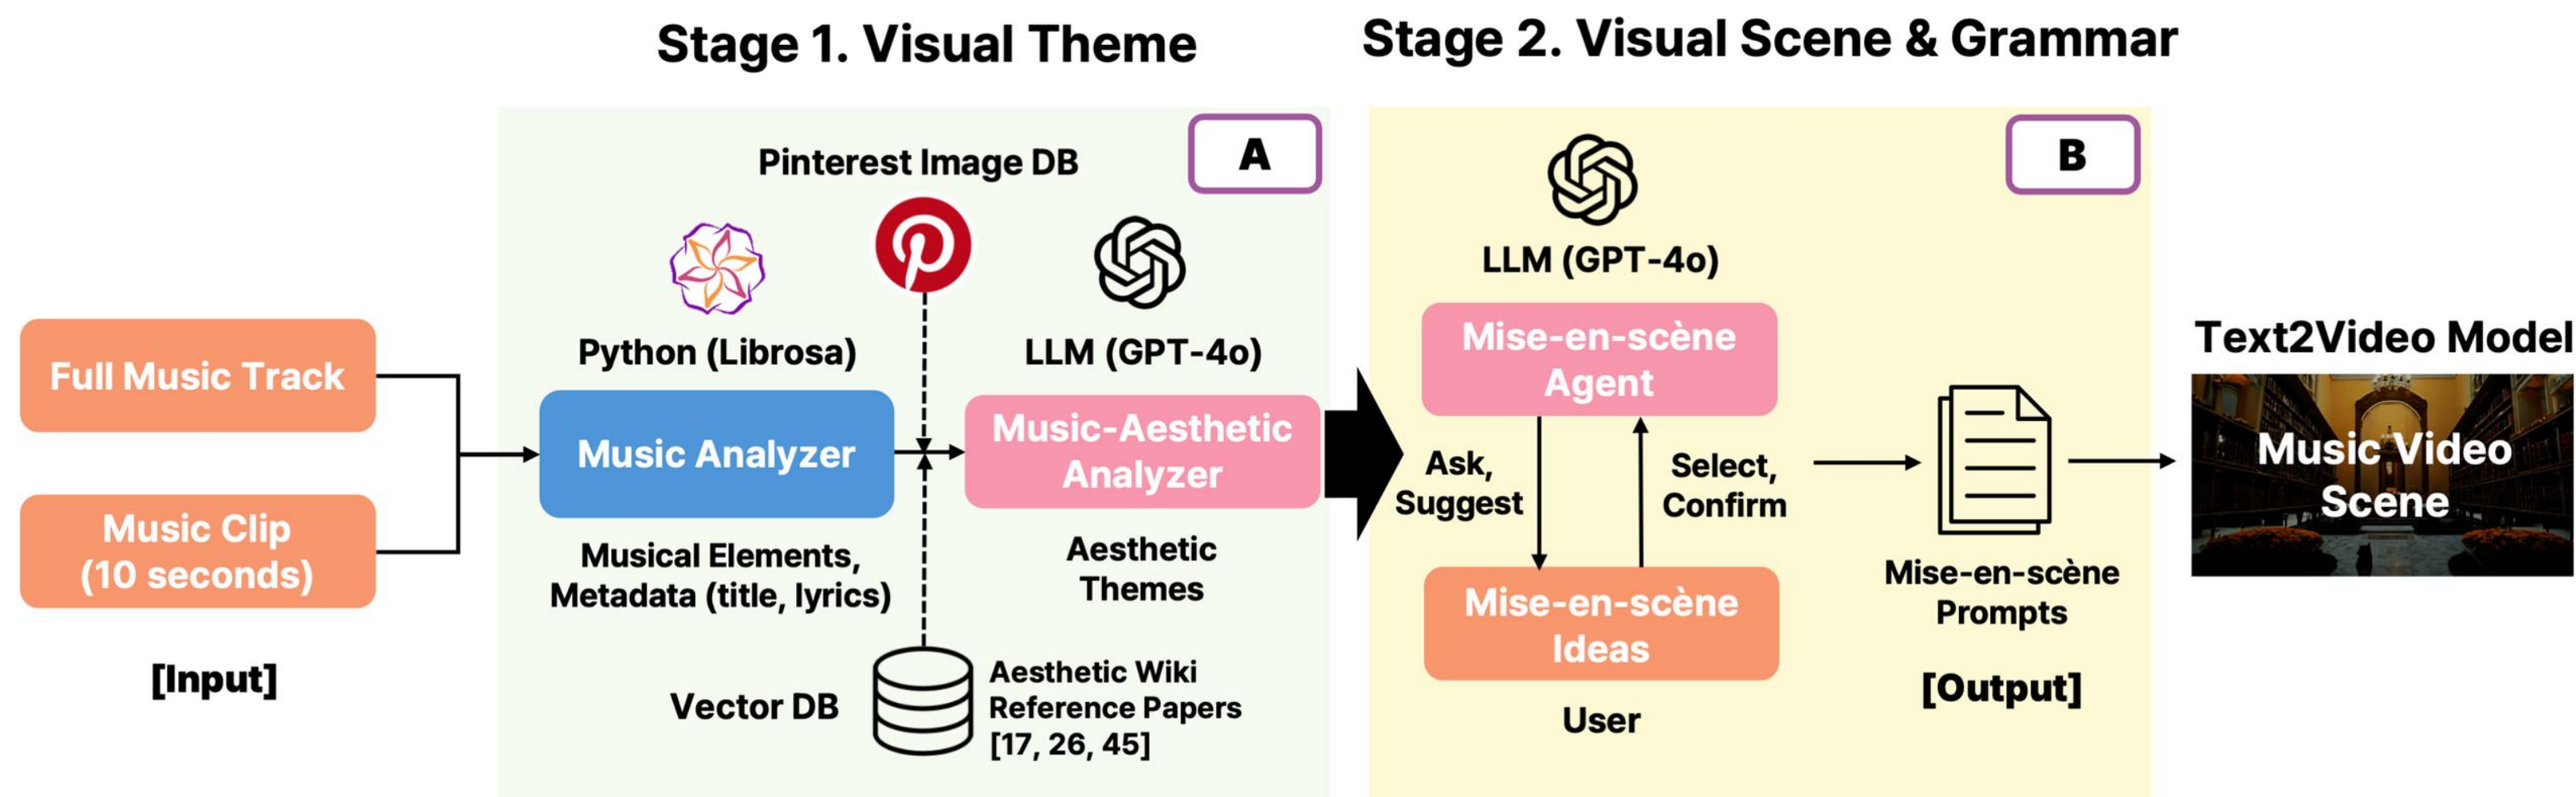 Stage 1. Visual Theme
Stage 2. Visual Scene & Grammar
Full Music Track
Music Clip
(10 seconds)
[Input]
A
Pinterest Image DB
Python (Librosa)
LLM (GPT-4o)
Music Analyzer
Music-Aesthetic
Analyzer
Musical Elements,
Metadata (title, lyrics)
Aesthetic
Themes
Vector DB
Aesthetic Wiki
Reference Papers
[17, 26, 45]
B
LLM (GPT-4o)
Mise-en-scène
Agent
Ask,
Suggest
Select,
Confirm
Mise-en-scène
Ideas
User
Mise-en-scène
Prompts
[Output]
Text2Video Model
Music Video
Scene